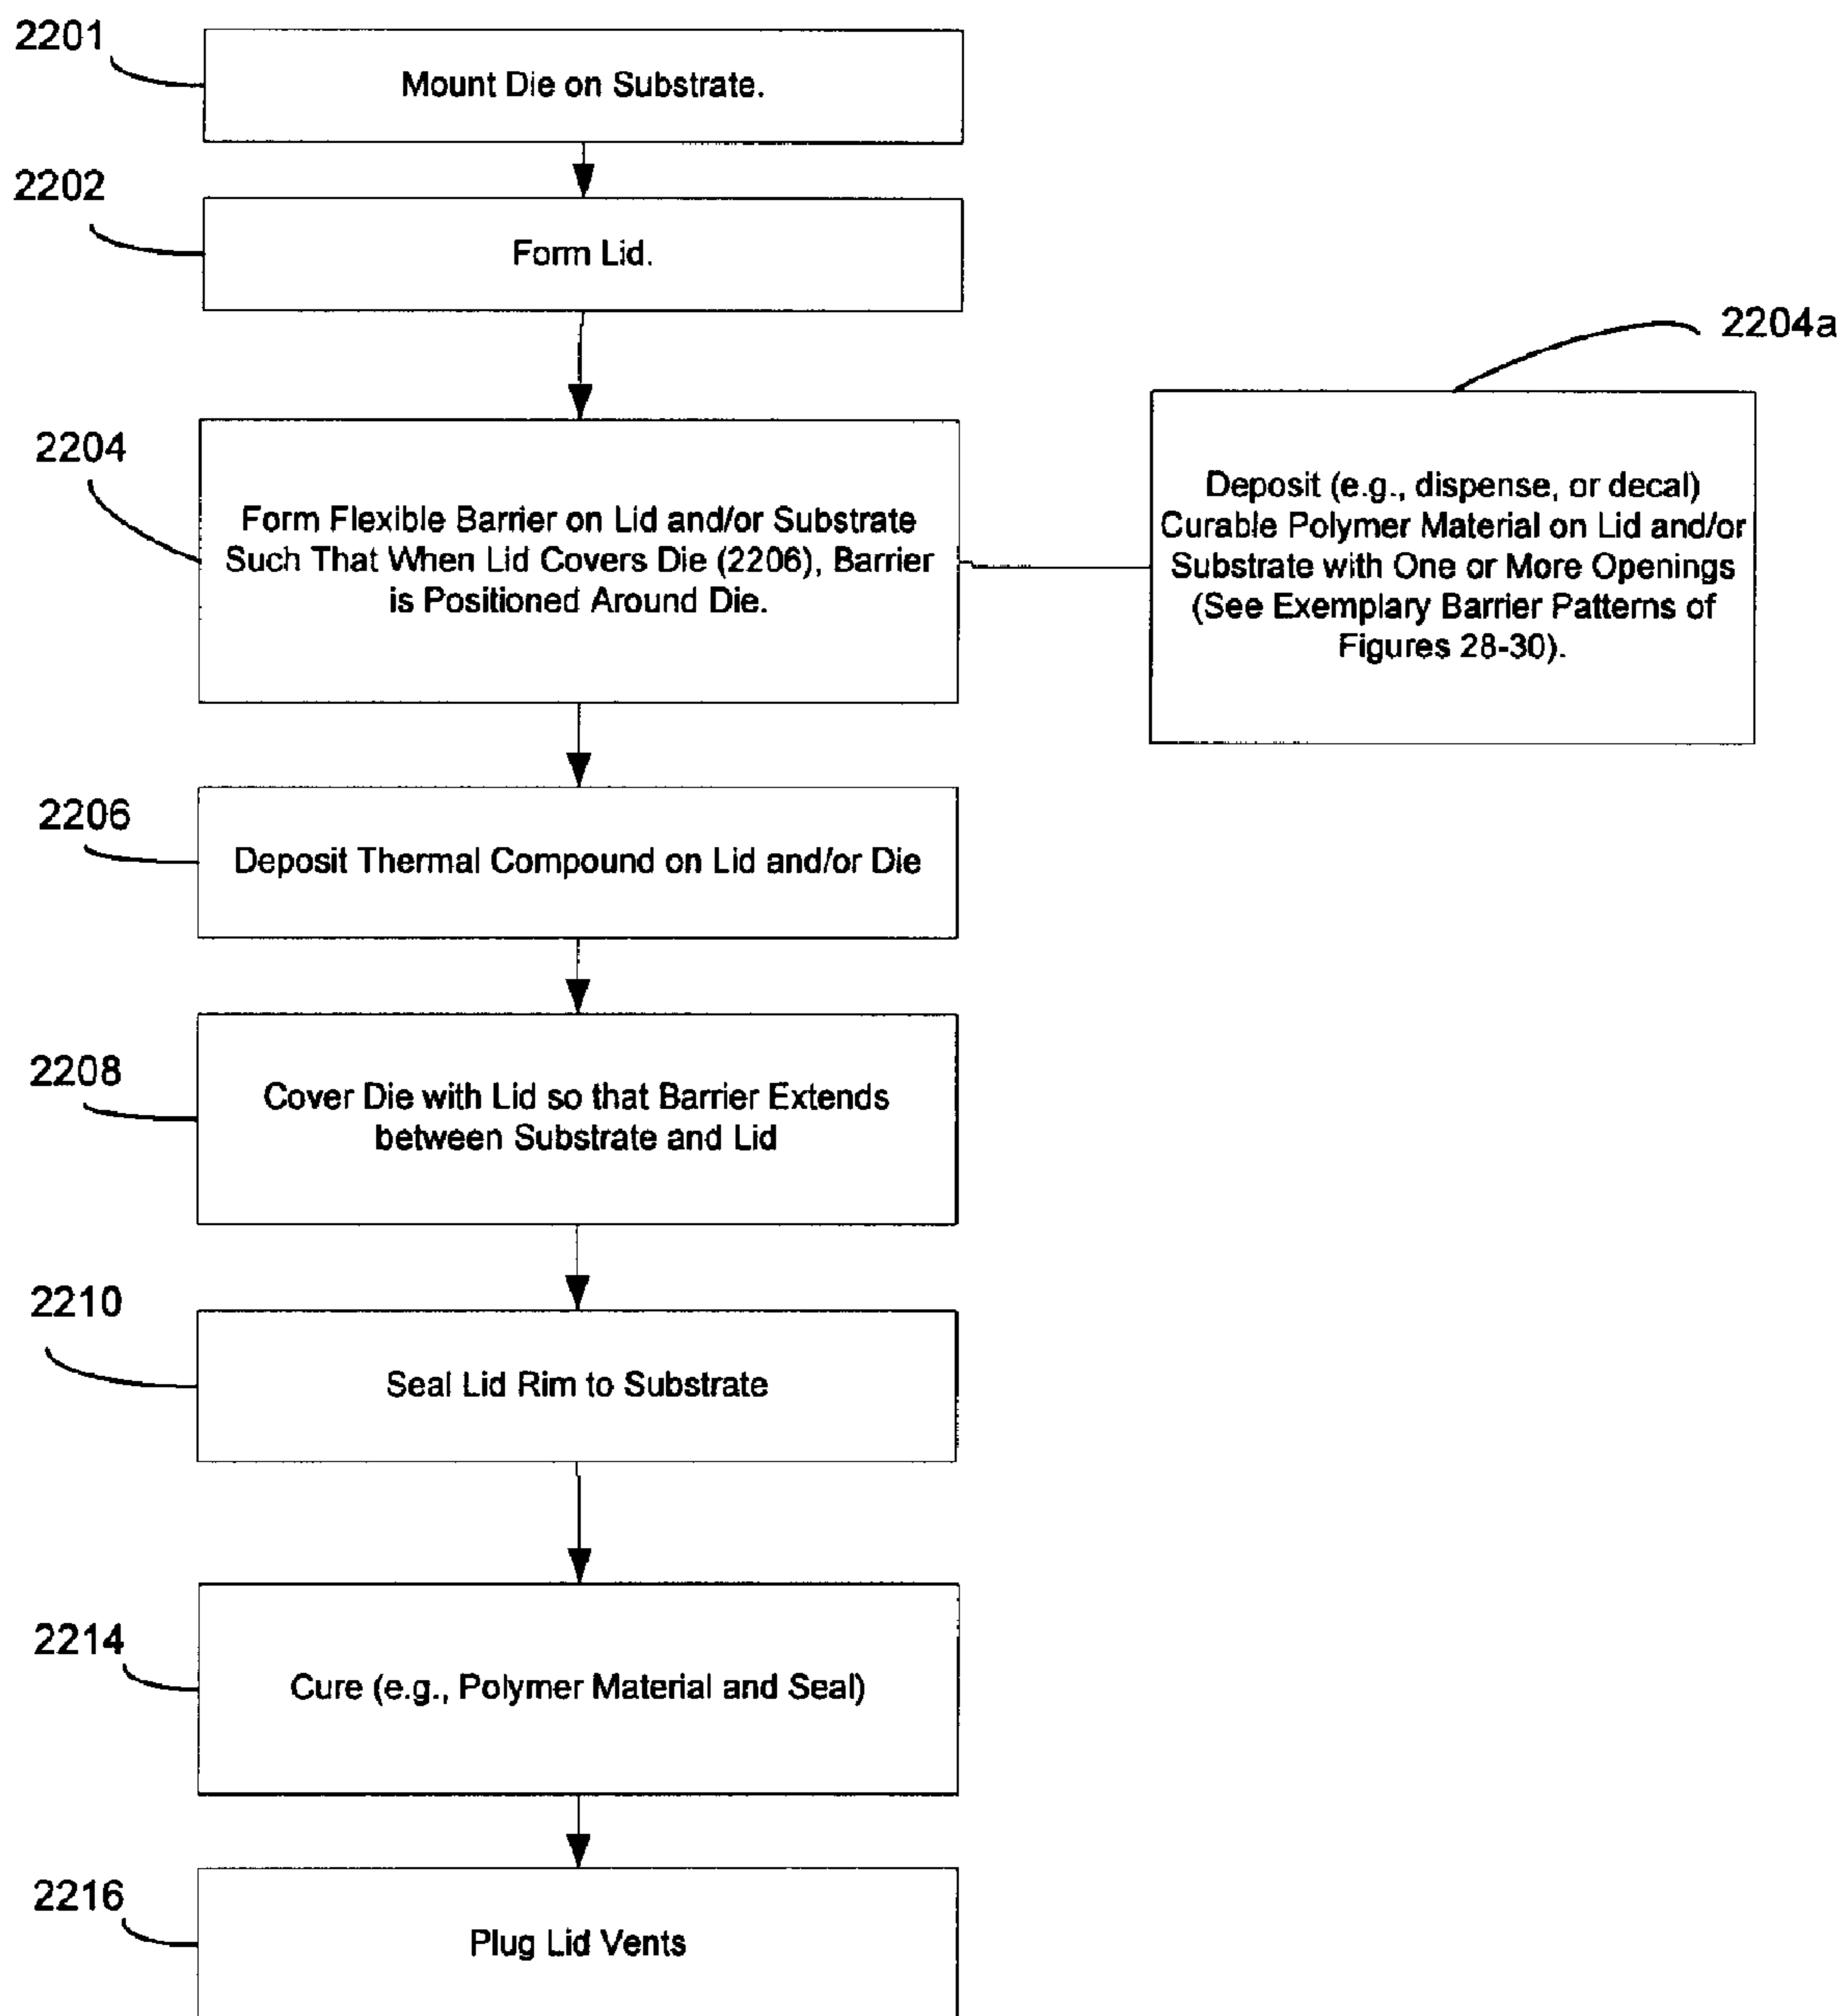 2201
Mount Die on Substrate.
2202
Form Lid.
2204a
2204
Form Flexible Barrier on Lid and/or Substrate
Such That When Lid Covers Die (2206), Barrier
is Positioned Around Die.
Deposit (e.g., dispense, or decal)
Curable Polymer Material on Lid and/or
Substrate with One or More Openings
(See Exemplary Barrier Patterns of
Figures 28-30).
2206
Deposit Thermal Compound on Lid and/or Die
2208
Cover Die with Lid so that Barrier Extends
between Substrate and Lid
2210
Seal Lid Rim to Substrate
2214
Cure (e.g., Polymer Material and Seal)
2216
Plug Lid Vents